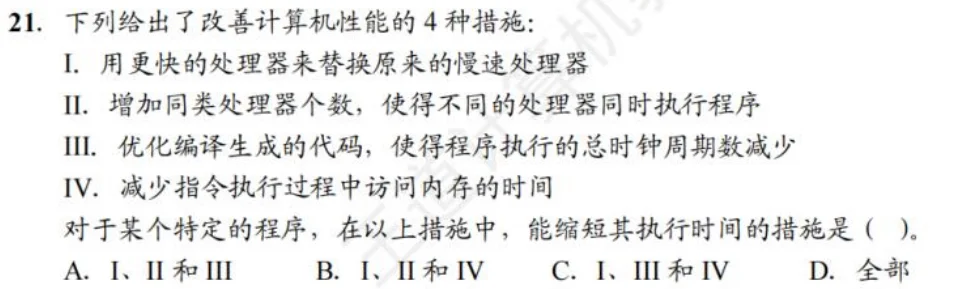 21. 下列给出了改善计算机性能的 4 种措施：
I. 用更快的处理器来替换原来的慢速处理器
II. 增加同类处理器个数，使得不同的处理器同时执行程序
III. 优化编译生成的代码，使得程序执行的总时钟周期数减少
IV. 减少指令执行过程中访问内存的时间
对于某个特定的程序，在以上措施中，能缩短其执行时间的措施是（ ）。
A. I、II 和 III B. I、II 和 IV C. I、III 和 IV D. 全部
王道计算机